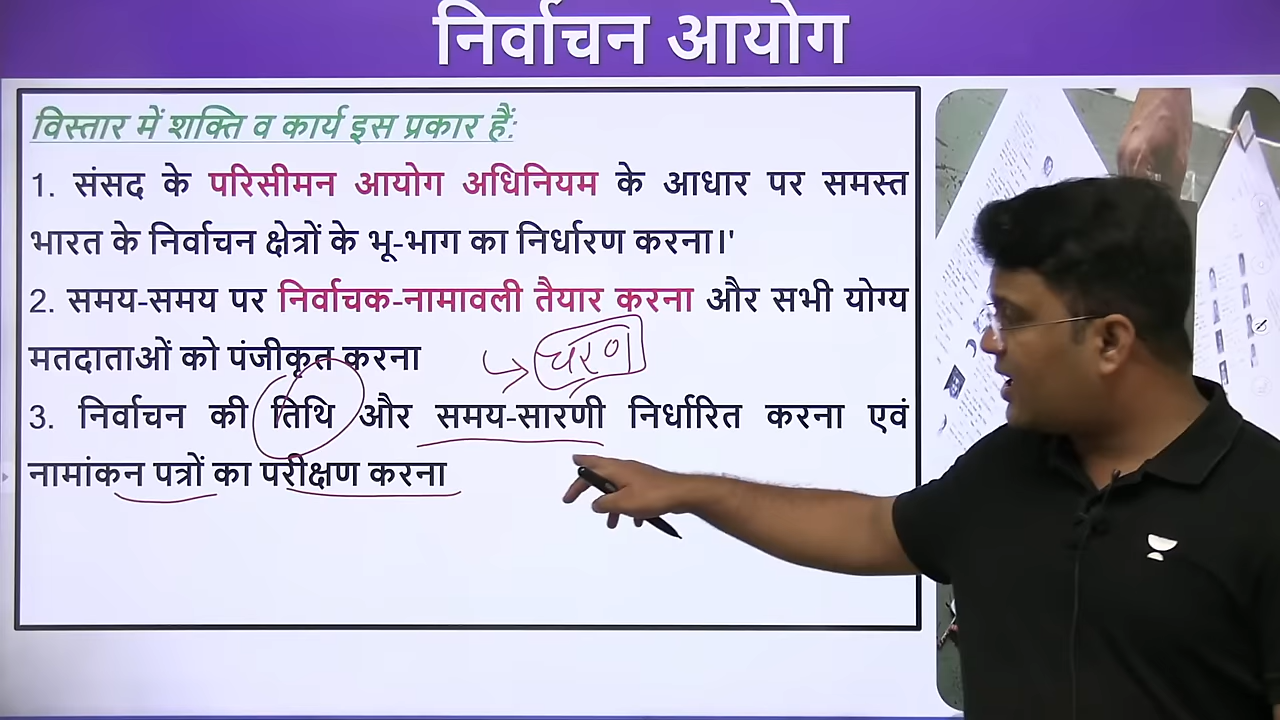 निर्वाचन आयोग
विस्तार में शक्ति व कार्य इस प्रकार हैं:
1. संसद के परिसीमन आयोग अधिनियम के आधार पर समस्त
भारत के निर्वाचन क्षेत्रों के भू-भाग का निर्धारण करना।'
2. समय-समय पर निर्वाचक-नामावली तैयार करना और सभी योग्य
मतदाताओं को पंजीकृत करना
चरण
3. निर्वाचन की तिथि और समय-सारणी निर्धारित करना एवं
नामांकन पत्रों का परीक्षण करना